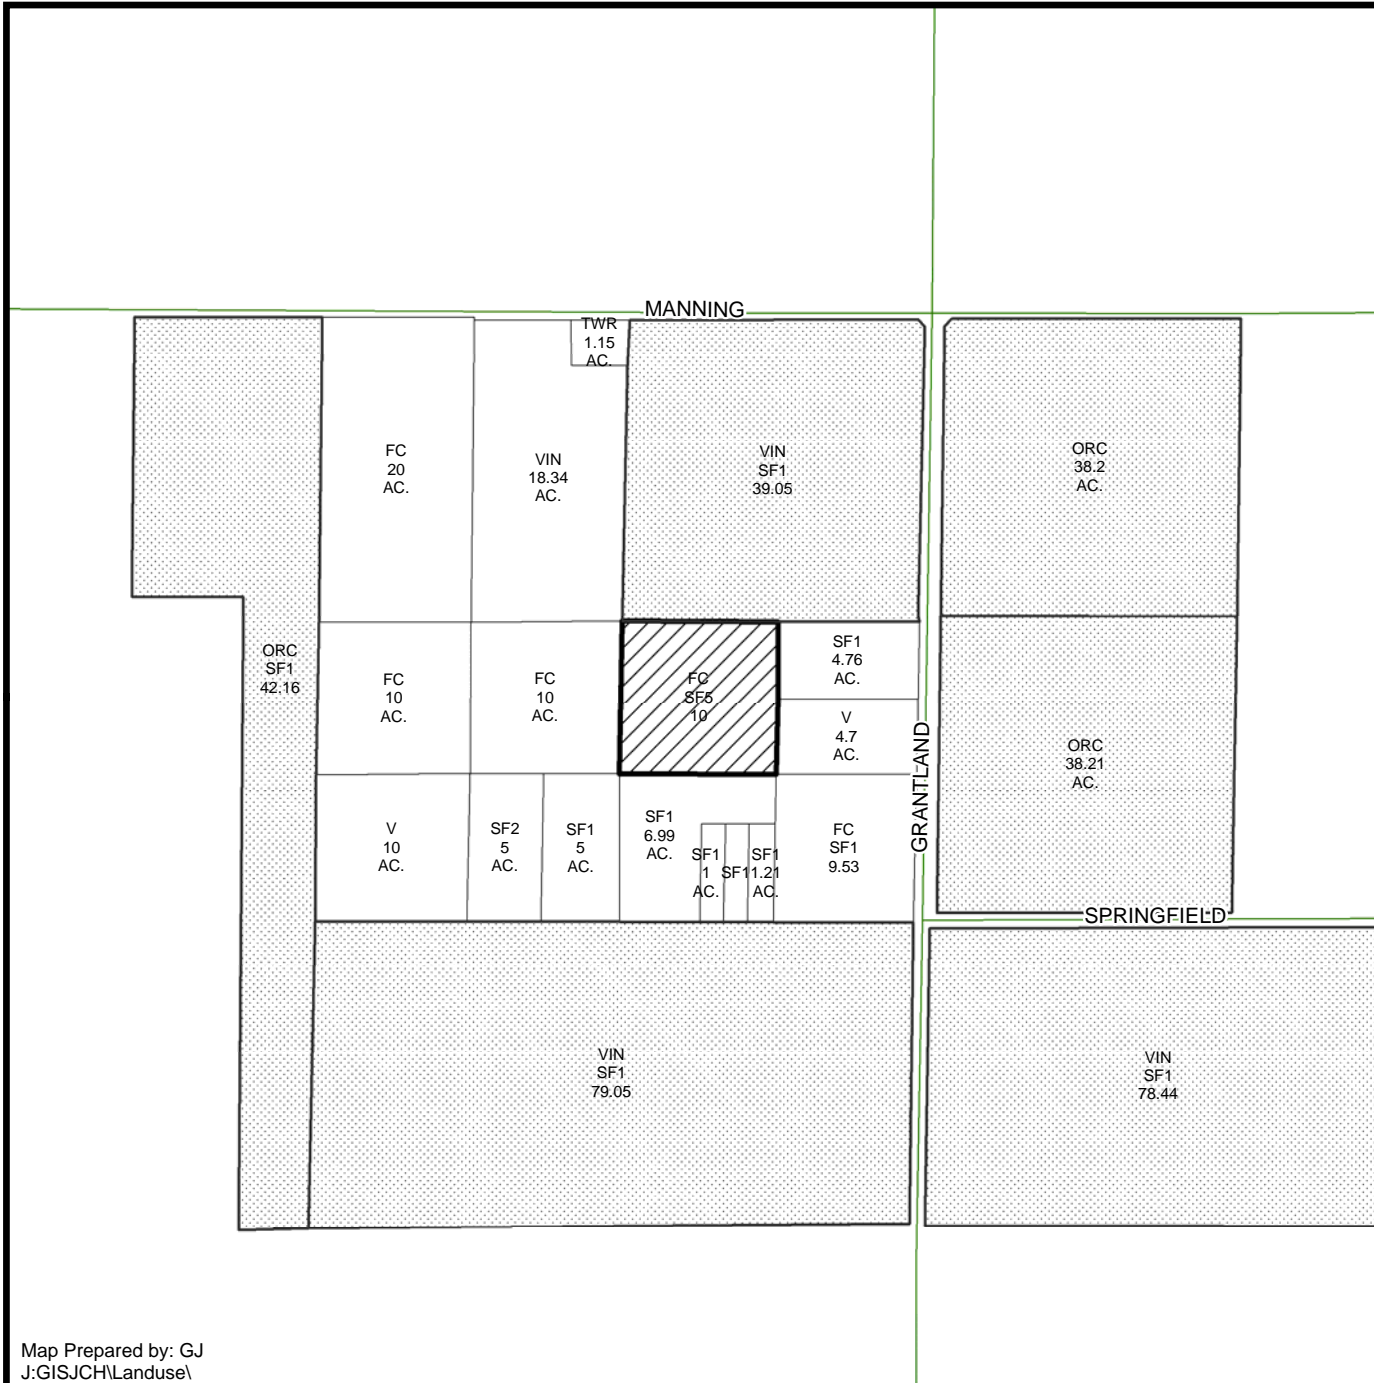 MANNING
TWR
1.15
AC.
FC
20
AC.
VIN
18.34
AC.
VIN
SF1
39.05
ORC
38.2
AC.
ORC
SF1
42.16
FC
10
AC.
FC
10
AC.
FC
SF5
10
SF1
4.76
AC.
V
4.7
AC.
GRANTLAND
ORC
38.21
AC.
V
10
AC.
SF2
5
AC.
SF1
5
AC.
SF1
6.99
AC.
SF1
1
AC.
SF1
SF1
1.21
AC.
FC
SF1
9.53
SPRINGFIELD
VIN
SF1
79.05
VIN
SF1
78.44
Map Prepared by: GJ
J:GISJCH\Landuse\